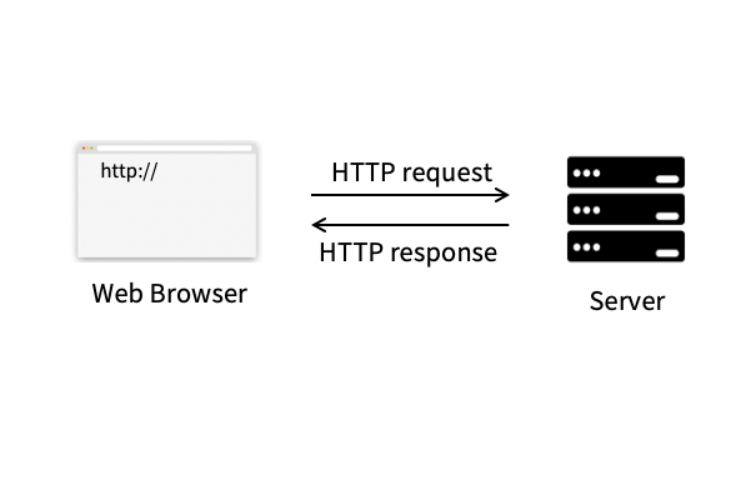 http://
HTTP request
HTTP response
Web Browser
Server